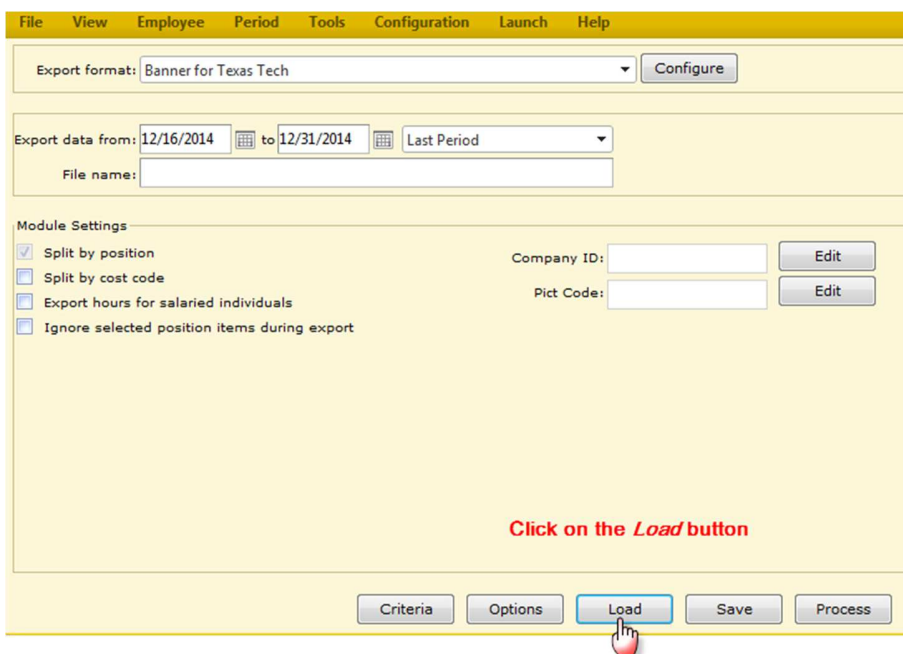 File View Employee Period Tools Configuration Launch Help
Export format: Banner for Texas Tech Configure
Export data from: 12/16/2014 to 12/31/2014 Last Period
File name:
Module Settings
Split by position Company ID: Edit
Split by cost code
Export hours for salaried individuals Pict Code: Edit
Ignore selected position items during export
Click on the Load button
Criteria Options Load Save Process